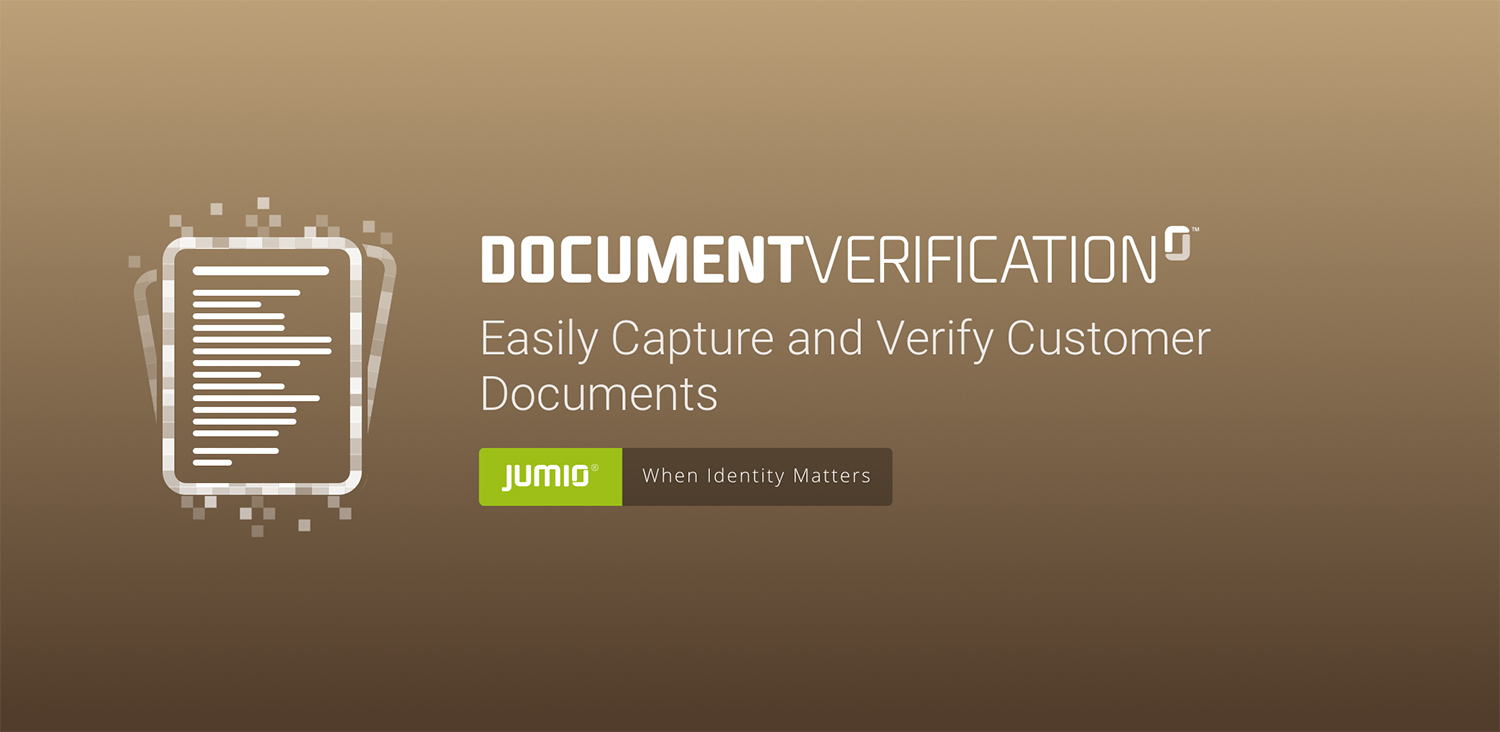 DOCUMENTVERIFICATION™
Easily Capture and Verify Customer
Documents
JUMIO® When Identity Matters